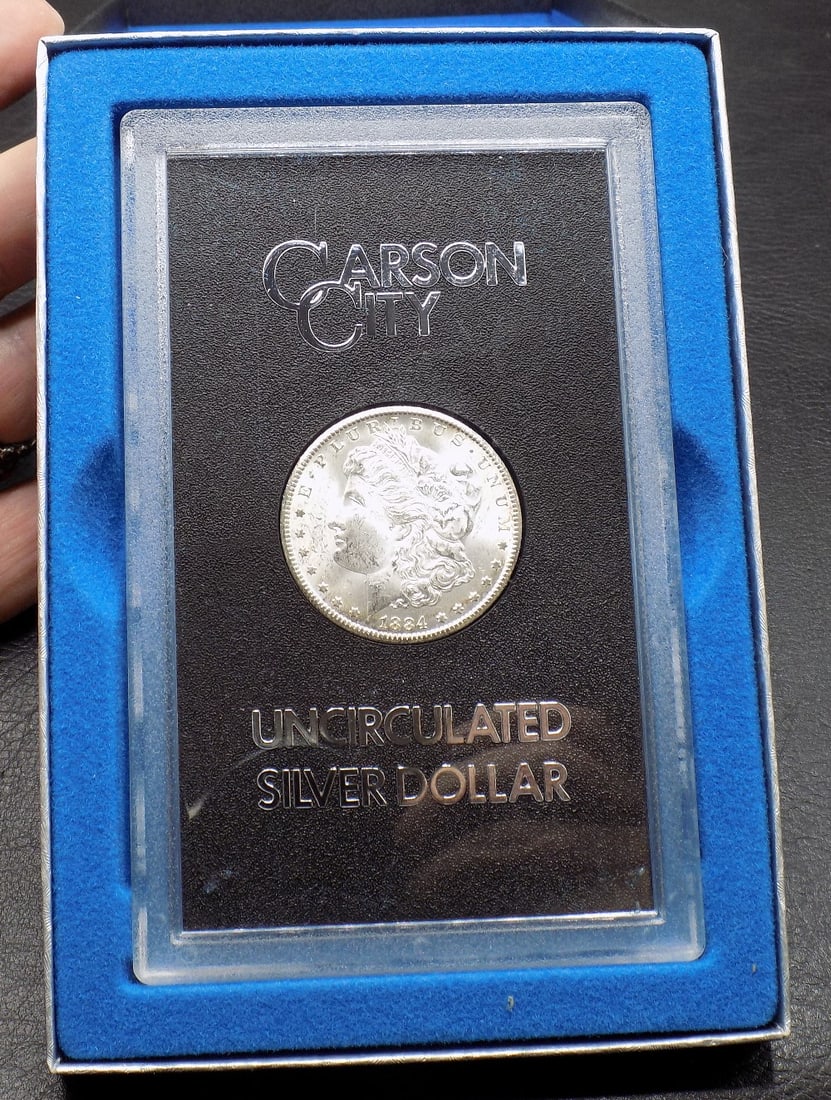 CARSON
CITY
E·PLURIBUS·UNUM
1884
UNCIRCULATED
SILVER DOLLAR